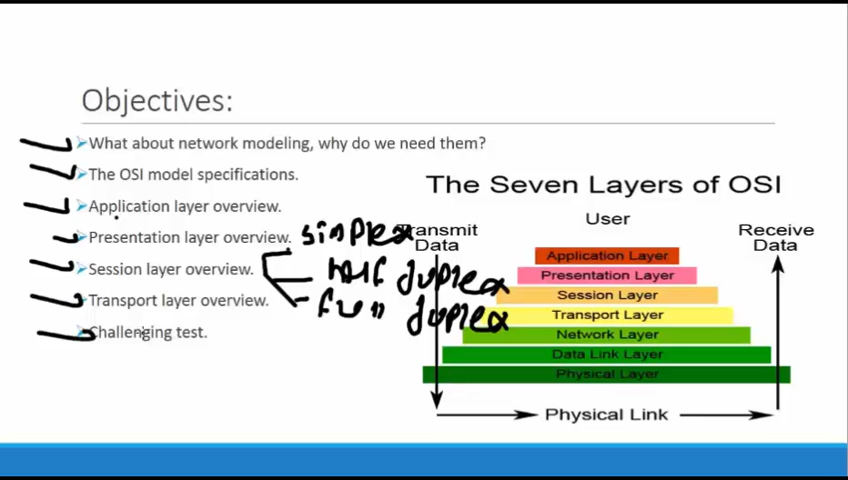 Objectives:
What about network modeling, why do we need them?
The OSI model specifications.
Application layer overview.
Presentation layer overview.
Session layer overview.
Transport layer overview.
Challenging test.
simplex
half duplex
full duplex
The Seven Layers of OSI
User
Transmit
Data
Receive
Data
Application Layer
Presentation Layer
Session Layer
Transport Layer
Network Layer
Data Link Layer
Physical Layer
Physical Link